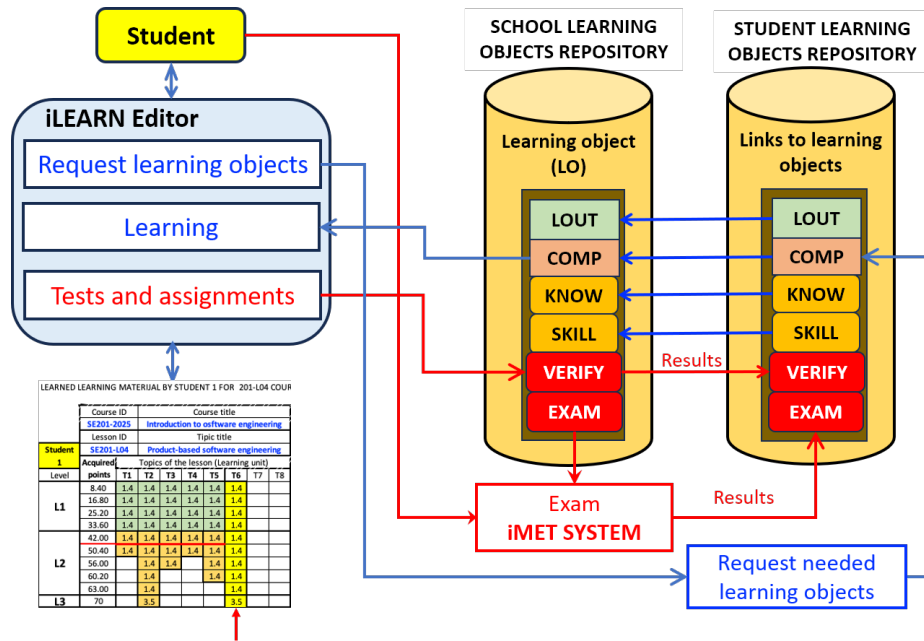 Student
SCHOOL LEARNING
OBJECTS REPOSITORY
STUDENT LEARNING
OBJECTS REPOSITORY
iLEARN Editor
Request learning objects
Learning
Tests and assignments
Learning object
(LO)
LOUT
COMP
KNOW
SKILL
VERIFY
EXAM
Links to learning
objects
LOUT
COMP
KNOW
SKILL
VERIFY
EXAM
Results
Exam
iMET SYSTEM
Results
Request needed
learning objects
LEARNED LEARNING MATERIJAL BY STUDENT 1 FOR 201-L04 COUR
Course ID Course title
SE201-2025 Introduction to osftware engineering
Lesson ID Tipic title
Student SE201-L04 Product-based software engineering
1 Acquired Topics of the lesson (Learning unit)
Level points T1 T2 T3 T4 T5 T6 T7 T8
L1 8.40 1.4 1.4 1.4 1.4 1.4 1.4
16.80 1.4 1.4 1.4 1.4 1.4 1.4
25.20 1.4 1.4 1.4 1.4 1.4 1.4
33.60 1.4 1.4 1.4 1.4 1.4 1.4
L2 42.00 1.4 1.4 1.4 1.4 1.4 1.4
50.40 1.4 1.4 1.4 1.4 1.4 1.4
56.00 1.4 1.4 1.4 1.4
60.20 1.4 1.4 1.4
63.00 1.4 1.4
L3 70 3.5 3.5